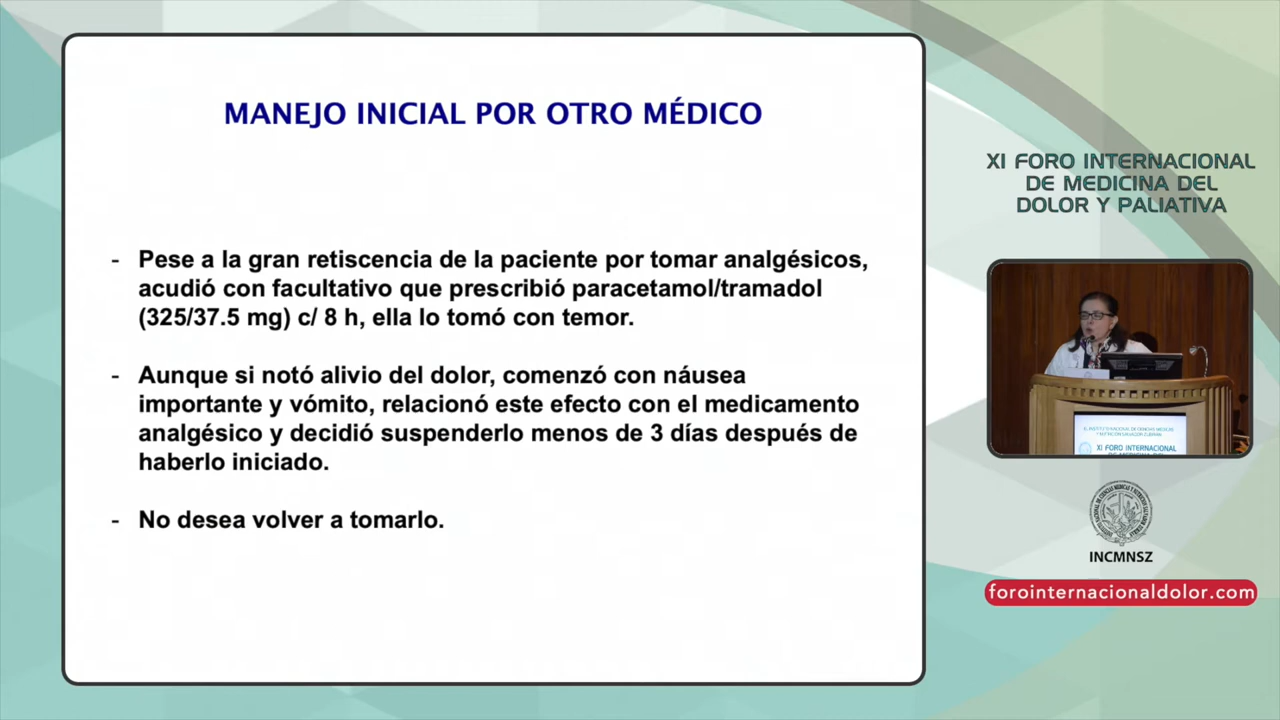 MANEJO INICIAL POR OTRO MÉDICO
- Pese a la gran retiscencia de la paciente por tomar analgésicos,
acudió con facultativo que prescribió paracetamol/tramadol
(325/37.5 mg) c/ 8 h, ella lo tomó con temor.
- Aunque si notó alivio del dolor, comenzó con náusea
importante y vómito, relacionó este efecto con el medicamento
analgésico y decidió suspenderlo menos de 3 días después de
haberlo iniciado.
- No desea volver a tomarlo.
XI FORO INTERNACIONAL
DE MEDICINA DEL
DOLOR Y PALIATIVA
XI FORO INTERNACIONAL
INCMNSZ
forointernacionaldolor.com